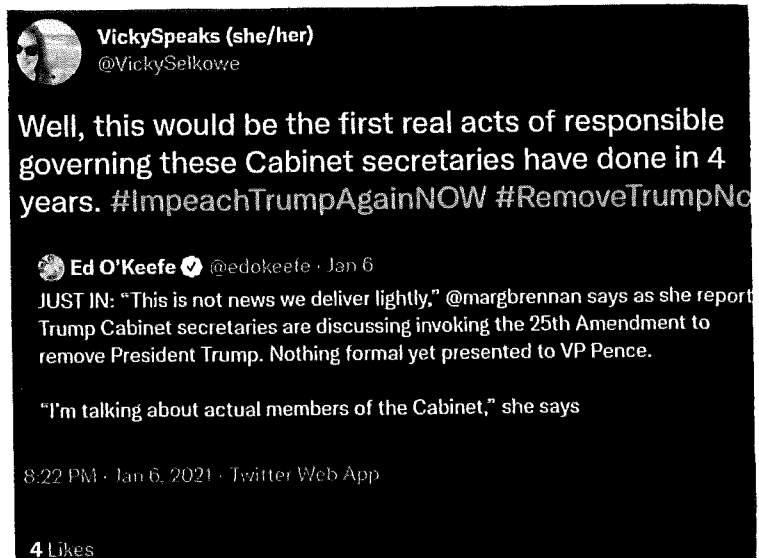 VickySpeaks (she/her)
@VickySelkowe
Well, this would be the first real acts of responsible
governing these Cabinet secretaries have done in 4
years. #ImpeachTrumpAgainNOW #RemoveTrumpNo
Ed O'Keefe @edokeefe · Jan 6
JUST IN: “This is not news we deliver lightly,” @margbrennan says as she report
Trump Cabinet secretaries are discussing invoking the 25th Amendment to
remove President Trump. Nothing formal yet presented to VP Pence.
“I'm talking about actual members of the Cabinet,” she says
8:22 PM · Jan 6, 2021 · Twitter Web App
4 Likes